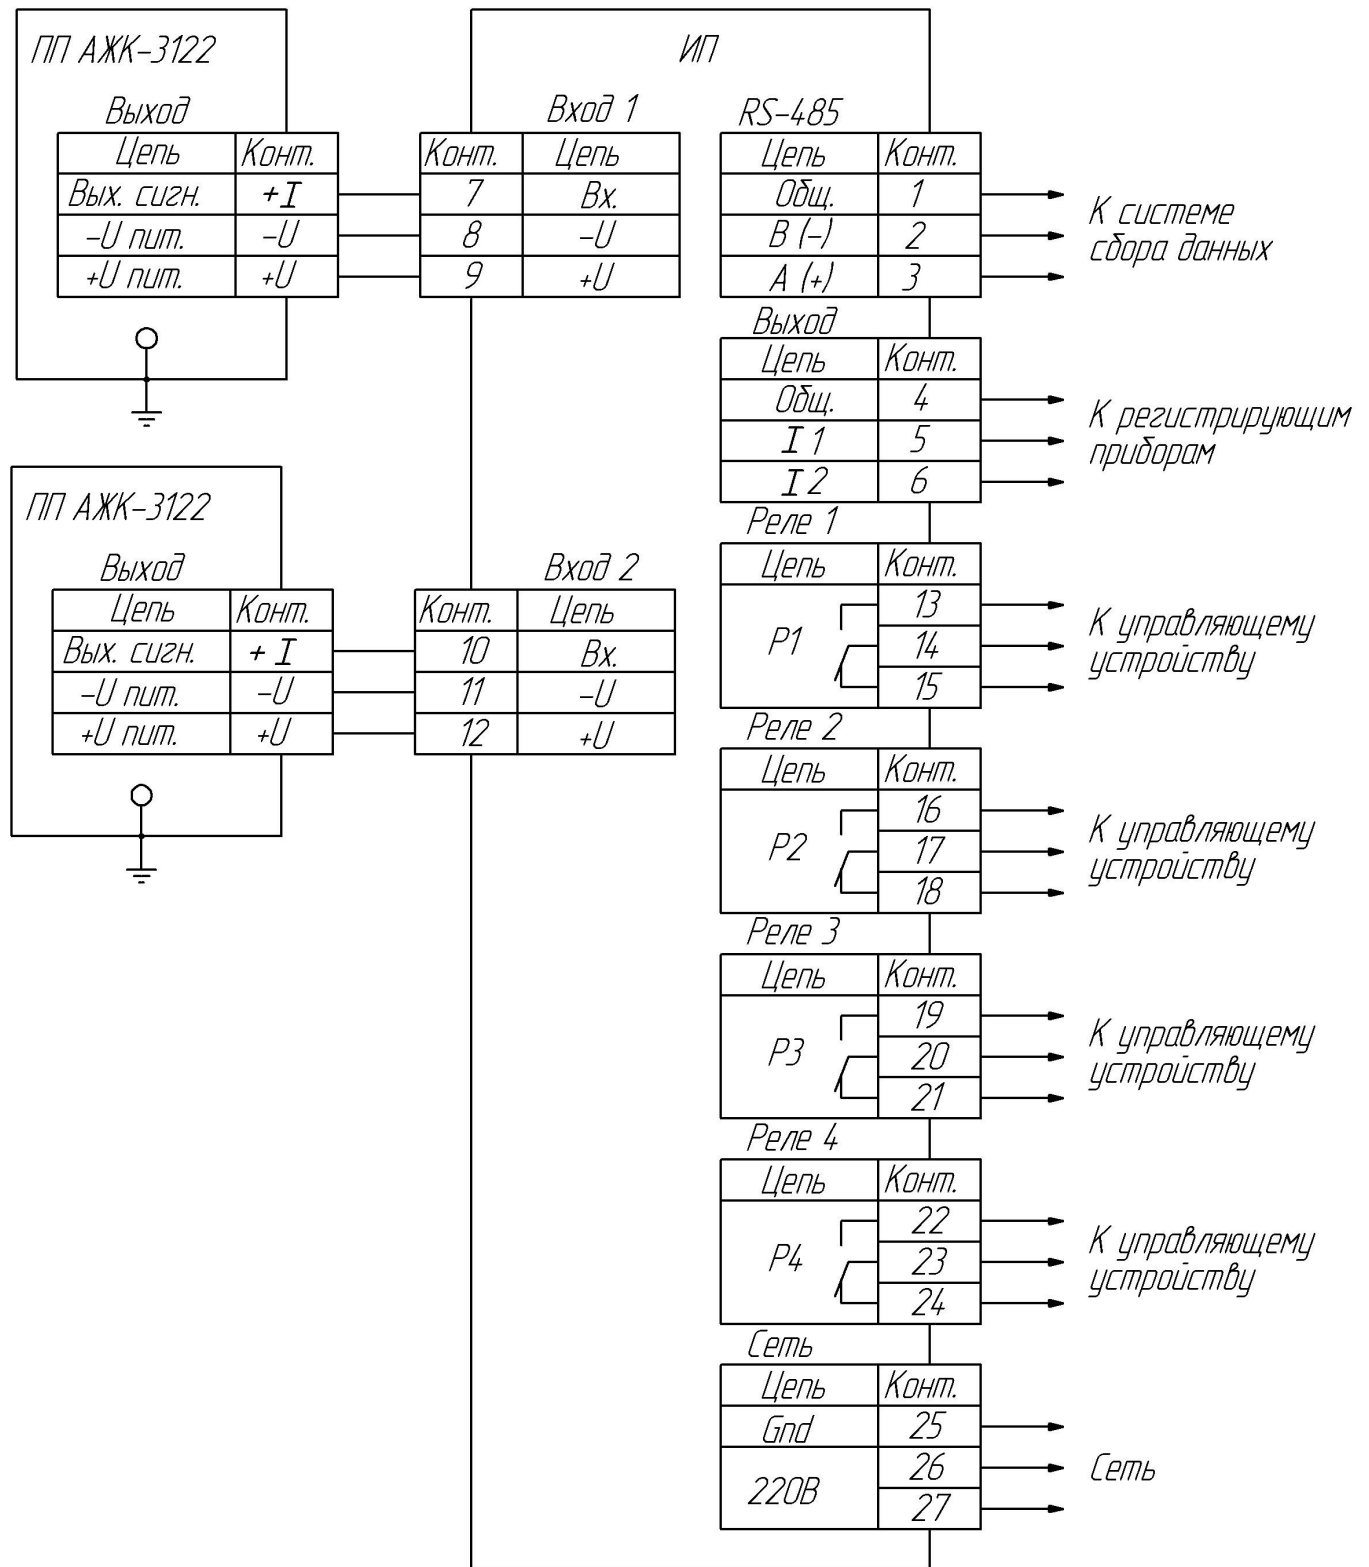 ПП АЖК-3122
Выход
Цепь Конт.
Вых. сигн. +I
-U пит. -U
+U пит. +U
ПП АЖК-3122
Выход
Цепь Конт.
Вых. сигн. + I
-U пит. -U
+U пит. +U
ИП
Вход 1
Конт. Цепь
7 Вх.
8 -U
9 +U
Вход 2
Конт. Цепь
10 Вх.
11 -U
12 +U
RS-485
Цепь Конт.
Общ. 1
В (-) 2
А (+) 3
К системе
сбора данных
Выход
Цепь Конт.
Общ. 4
I 1 5
I 2 6
К регистрирующим
приборам
Реле 1
Цепь Конт.
13
Р1 14
15
К управляющему
устройству
Реле 2
Цепь Конт.
16
Р2 17
18
К управляющему
устройству
Реле 3
Цепь Конт.
19
Р3 20
21
К управляющему
устройству
Реле 4
Цепь Конт.
22
Р4 23
24
К управляющему
устройству
Сеть
Цепь Конт.
Gnd 25
220В 26
27
Сеть